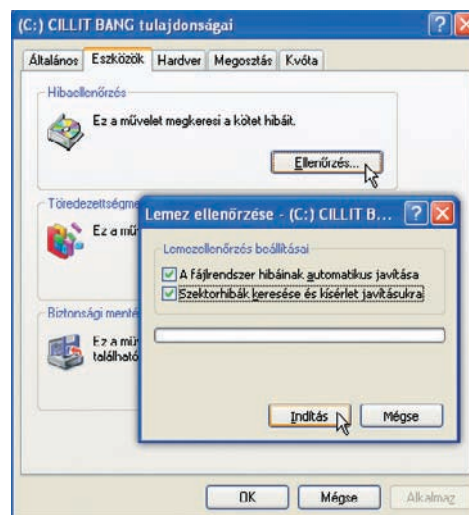 (C:) CILLIT BANG tulajdonságai
Általános Eszközök Hardver Megosztás Kvóta
Hibaellenőrzés
Ez a művelet megkeresi a kötet hibáit.
Ellenőrzés...
Töredezettségme
Ez a mű
Lemez ellenőrzése - (C:) CILLIT B...
Lemezellenőrzés beállításai
A fájlrendszer hibáinak automatikus javítása
Szektorhibák keresése és kísérlet javításukra
Biztonsági menté
Ez a mű
található
Indítás Mégse
OK Mégse Alkalmaz